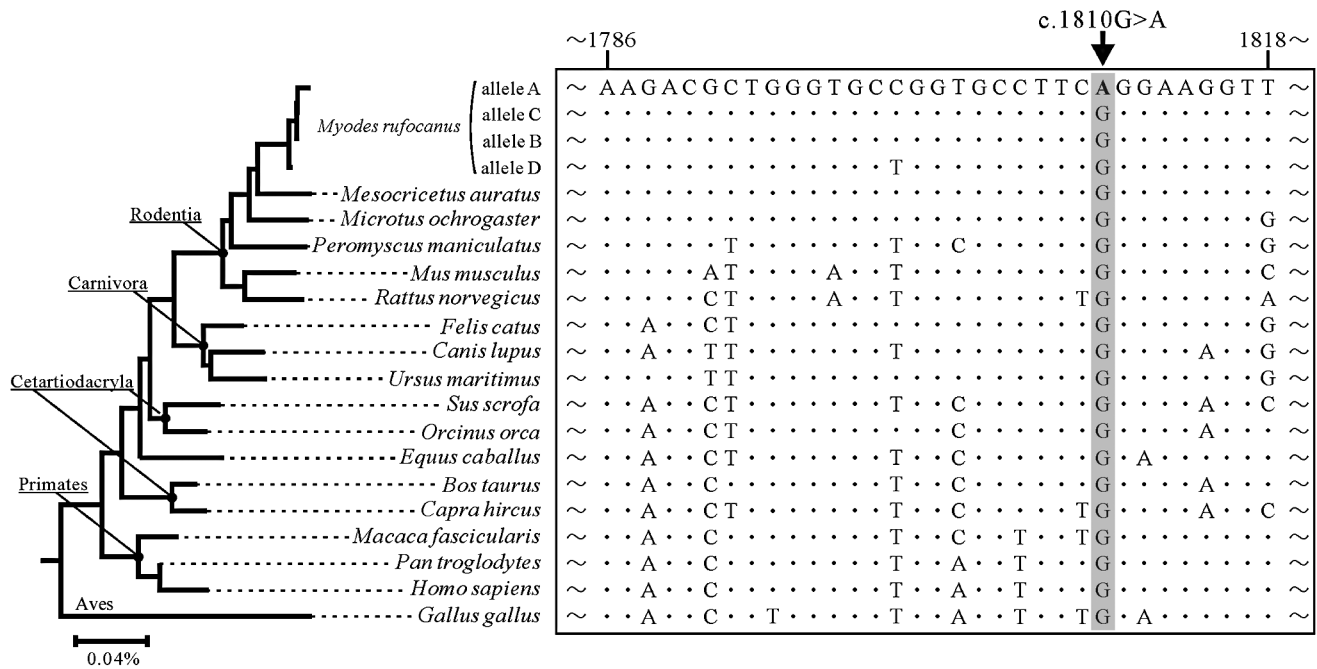 c.1810G>A
～1786 1818～
allele A ～ A A G A C G C T G G G T G C C G G T G C C T T C A G G A A G G T T ～
Myodes rufocanus
allele C ～ · · · · · · · · · · · · · · · · · · · · · · · · G · · · · · · · · ～
allele B ～ · · · · · · · · · · · · · · · · · · · · · · · · G · · · · · · · · ～
allele D ～ · · · · · · · · · · · · · · T · · · · · · · · · G · · · · · · · · ～
Mesocricetus auratus ～ · · · · · · · · · · · · · · · · · · · · · · · · G · · · · · · · · ～
Rodentia
Microtus ochrogaster ～ · · · · · · · · · · · · · · · · · · · · · · · · G · · · · · · · G ～
Peromyscus maniculatus ～ · · · · · · T · · · · · · · T · · C · · · · · · G · · · · · · · G ～
Mus musculus ～ · · · · · A T · · · · A · · T · · · · · · · · · G · · · · · · · C ～
Carnivora
Rattus norvegicus ～ · · · · · C T · · · · A · · T · · · · · · · · T G · · · · · · · A ～
Felis catus ～ · · A · · C T · · · · · · · · · · · · · · · · · G · · · · · · · G ～
Canis lupus ～ · · A · · T T · · · · · · · T · · · · · · · · · G · · · · A · · G ～
Ursus maritimus ～ · · · · · T T · · · · · · · · · · · · · · · · · G · · · · · · · G ～
Cetartiodacryla
Sus scrofa ～ · · A · · C T · · · · · · · T · · C · · · · · · G · · · · A · · C ～
Orcinus orca ～ · · A · · C · · · · · · · · · · · C · · · · · · G · · · · A · · · ～
Equus caballus ～ · · A · · C T · · · · · · · T · · C · · · · · · G · A · · · · · · ～
Primates
Bos taurus ～ · · A · · C · · · · · · · · T · · C · · · · · · G · · · · A · · · ～
Capra hircus ～ · · A · · C T · · · · · · · T · · C · · · · · T G · · · · A · · C ～
Macaca fascicularis ～ · · A · · C · · · · · · · · T · · C · · T · · T G · · · · · · · · ～
Pan troglodytes ～ · · A · · C · · · · · · · · T · · A · · T · · · G · · · · · · · · ～
Homo sapiens ～ · · A · · C · · · · · · · · T · · A · · T · · · G · · · · · · · · ～
Aves
Gallus gallus ～ · · A · · C · · T · · · · · T · · A · · T · · T G · A · · · · · · ～
0.04%